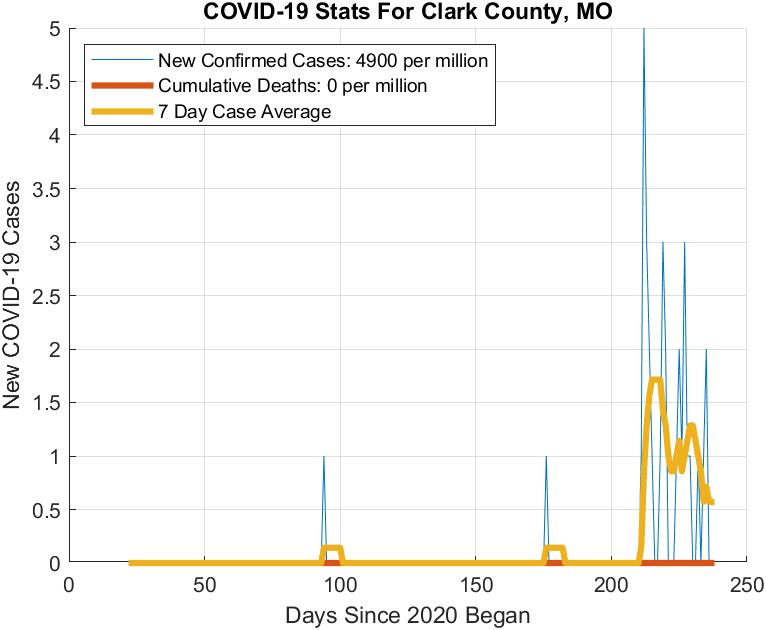 COVID-19 Stats For Clark County, MO
New Confirmed Cases: 4900 per million
Cumulative Deaths: 0 per million
7 Day Case Average
New COVID-19 Cases
5
4.5
4
3.5
3
2.5
2
1.5
1
0.5
0
0 50 100 150 200 250
Days Since 2020 Began